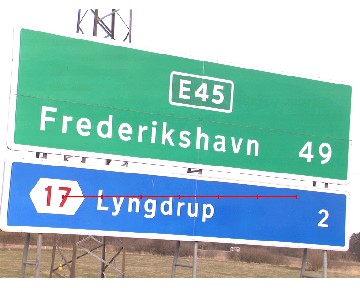 E45
Frederikshavn 49
17 Lyngdrup 2